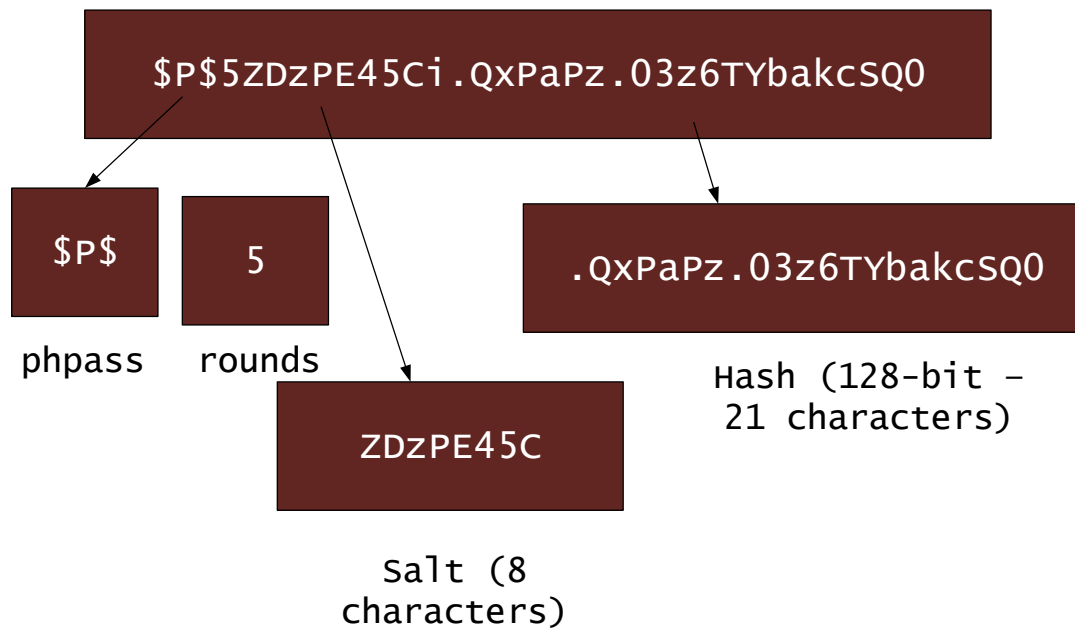 $P$5ZDzPE45Ci.QxPaPz.03z6TYbakcSQ0
$P$
5
.QxPaPz.03z6TYbakcSQ0
phpass
rounds
Hash (128-bit –
21 characters)
ZDzPE45C
Salt (8
characters)